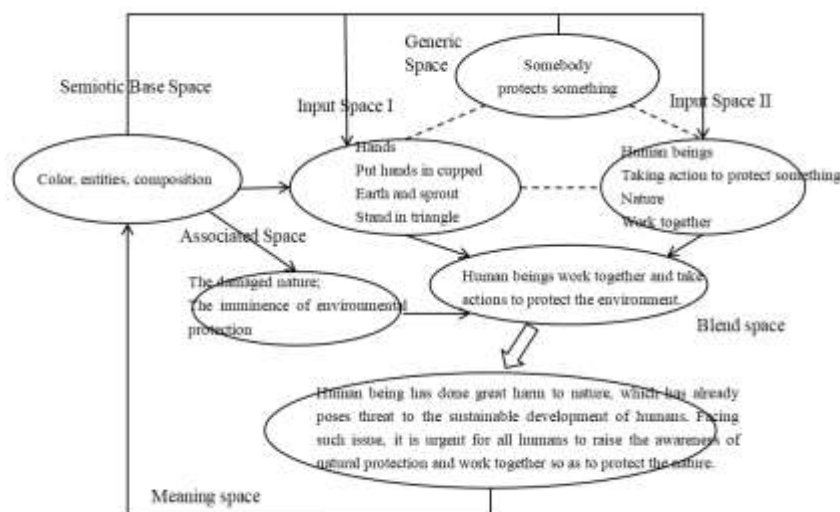 Generic
Space
Somebody
protects something
Semiotic Base Space
Input Space I
Input Space II
Color, entities, composition
Hands
Put hands in cupped
Earth and sprout
Stand in triangle
Human beings
Taking action to protect something
Nature
Work together
Associated Space
The damaged nature;
The imminence of environmental
protection
Human beings work together and take
actions to protect the environment.
Blend space
Human being has done great harm to nature, which has already
poses threat to the sustainable development of humans. Facing
such issue, it is urgent for all humans to raise the awareness of
natural protection and work together so as to protect the nature.
Meaning space